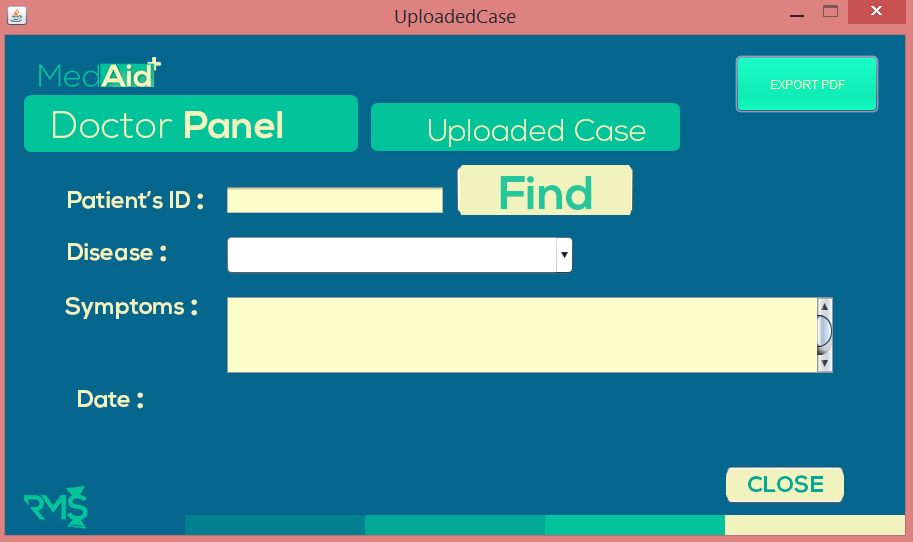 UploadedCase
MedAid+
EXPORT PDF
Doctor Panel
Uploaded Case
Patient's ID :
Find
Disease :
Symptoms :
Date :
CLOSE
RMS